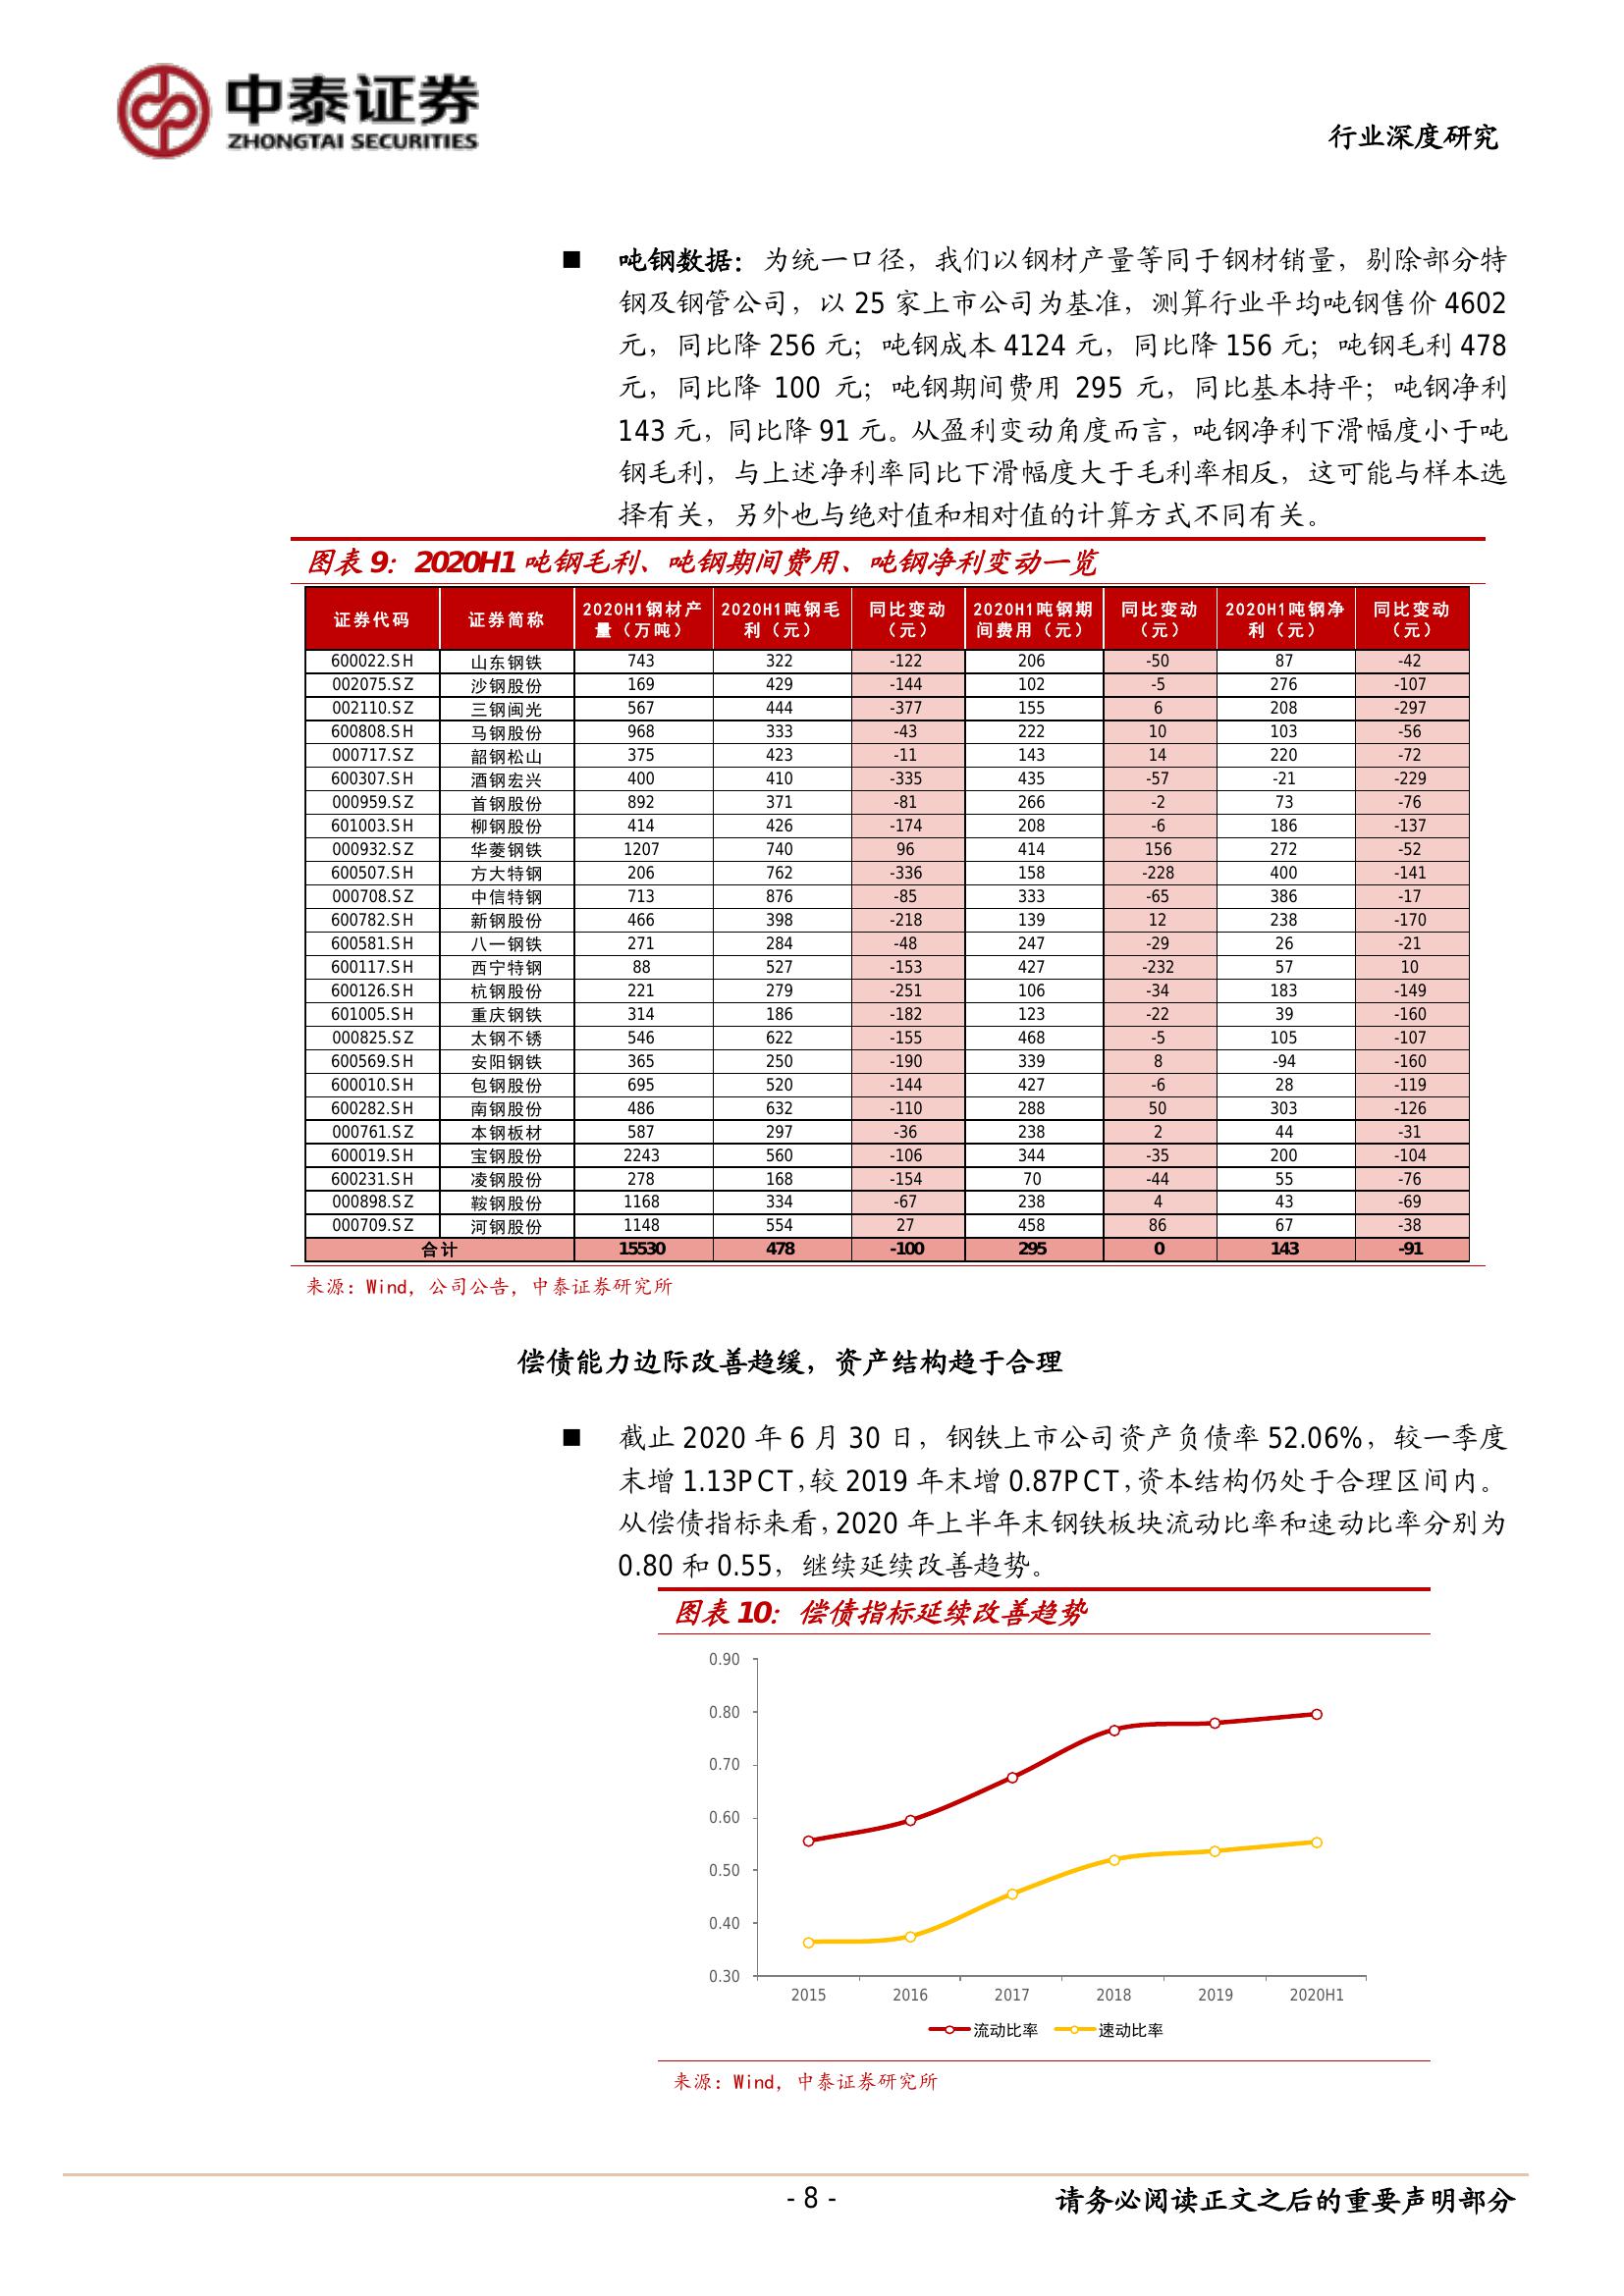 中泰证券
ZHONGTAI SECURITIES
行业深度研究
■ 吨钢数据：为统一口径，我们以钢材产量等同于钢材销量，剔除部分特
钢及钢管公司，以 25 家上市公司为基准，测算行业平均吨钢售价 4602
元，同比降 256 元；吨钢成本 4124 元，同比降 156 元；吨钢毛利 478
元，同比降 100 元；吨钢期间费用 295 元，同比基本持平；吨钢净利
143 元，同比降 91 元。从盈利变动角度而言，吨钢净利下滑幅度小于吨
钢毛利，与上述净利率同比下滑幅度大于毛利率相反，这可能与样本选
择有关，另外也与绝对值和相对值的计算方式不同有关。
图表 9：2020H1 吨钢毛利、吨钢期间费用、吨钢净利变动一览
证券代码 证券简称 2020H1钢材产量（万吨） 2020H1吨钢毛利（元） 同比变动（元） 2020H1吨钢期间费用（元） 同比变动（元） 2020H1吨钢净利（元） 同比变动（元）
600022.SH 山东钢铁 743 322 -122 206 -50 87 -42
002075.SZ 沙钢股份 169 429 -144 102 -5 276 -107
002110.SZ 三钢闽光 567 444 -377 155 6 208 -297
600808.SH 马钢股份 968 333 -43 222 10 103 -56
000717.SZ 韶钢松山 375 423 -11 143 14 220 -72
600307.SH 酒钢宏兴 400 410 -335 435 -57 -21 -229
000959.SZ 首钢股份 892 371 -81 266 -2 73 -76
601003.SH 柳钢股份 414 426 -174 208 -6 186 -137
000932.SZ 华菱钢铁 1207 740 96 414 156 272 -52
600507.SH 方大特钢 206 762 -336 158 -228 400 -141
000708.SZ 中信特钢 713 876 -85 333 -65 386 -17
600782.SH 新钢股份 466 398 -218 139 12 238 -170
600581.SH 八一钢铁 271 284 -48 247 -29 26 -21
600117.SH 西宁特钢 88 527 -153 427 -232 57 10
600126.SH 杭钢股份 221 279 -251 106 -34 183 -149
601005.SH 重庆钢铁 314 186 -182 123 -22 39 -160
000825.SZ 太钢不锈 546 622 -155 468 -5 105 -107
600569.SH 安阳钢铁 365 250 -190 339 8 -94 -160
600010.SH 包钢股份 695 520 -144 427 -6 28 -119
600282.SH 南钢股份 486 632 -110 288 50 303 -126
000761.SZ 本钢板材 587 297 -36 238 2 44 -31
600019.SH 宝钢股份 2243 560 -106 344 -35 200 -104
600231.SH 凌钢股份 278 168 -154 70 -44 55 -76
000898.SZ 鞍钢股份 1168 334 -67 238 4 43 -69
000709.SZ 河钢股份 1148 554 27 458 86 67 -38
合计 15530 478 -100 295 0 143 -91
来源：Wind，公司公告，中泰证券研究所
偿债能力边际改善趋缓，资产结构趋于合理
■ 截止 2020 年 6 月 30 日，钢铁上市公司资产负债率 52.06%，较一季度
末增 1.13PCT，较 2019 年末增 0.87PCT，资本结构仍处于合理区间内。
从偿债指标来看，2020 年上半年末钢铁板块流动比率和速动比率分别为
0.80 和 0.55，继续延续改善趋势。
图表 10：偿债指标延续改善趋势
0.90
0.80
0.70
0.60
0.50
0.40
0.30
2015 2016 2017 2018 2019 2020H1
流动比率 速动比率
来源：Wind，中泰证券研究所
- 8 -
请务必阅读正文之后的重要声明部分